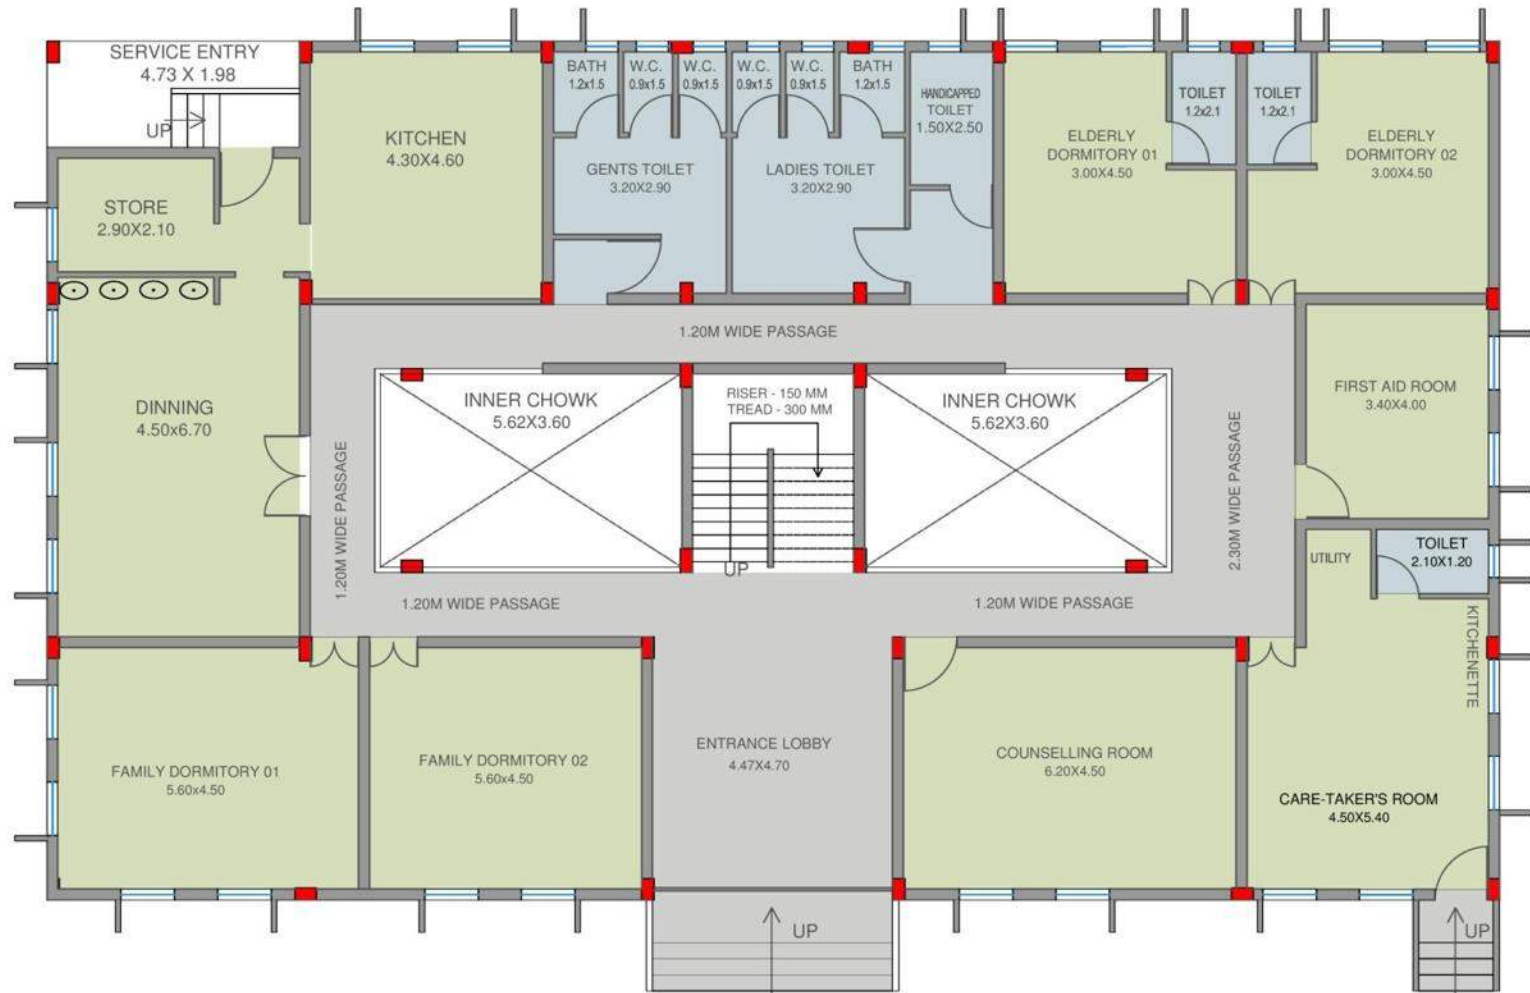 SERVICE ENTRY
4.73 X 1.98
UP
KITCHEN
4.30X4.60
BATH
1.2x1.5
W.C.
0.9x1.5
W.C.
0.9x1.5
W.C.
0.9x1.5
W.C.
0.9x1.5
BATH
1.2x1.5
HANDICAPPED
TOILET
1.50X2.50
GENTS TOILET
3.20X2.90
LADIES TOILET
3.20X2.90
ELDERLY
DORMITORY 01
3.00X4.50
TOILET
1.2x2.1
TOILET
1.2x2.1
ELDERLY
DORMITORY 02
3.00X4.50
STORE
2.90X2.10
1.20M WIDE PASSAGE
DINNING
4.50x6.70
1.20M WIDE PASSAGE
INNER CHOWK
5.62X3.60
RISER - 150 MM
TREAD - 300 MM
UP
INNER CHOWK
5.62X3.60
2.30M WIDE PASSAGE
FIRST AID ROOM
3.40X4.00
UTILITY
TOILET
2.10X1.20
KITCHENETTE
1.20M WIDE PASSAGE
1.20M WIDE PASSAGE
FAMILY DORMITORY 01
5.60x4.50
FAMILY DORMITORY 02
5.60x4.50
ENTRANCE LOBBY
4.47X4.70
COUNSELLING ROOM
6.20X4.50
CARE-TAKER'S ROOM
4.50X5.40
UP
UP